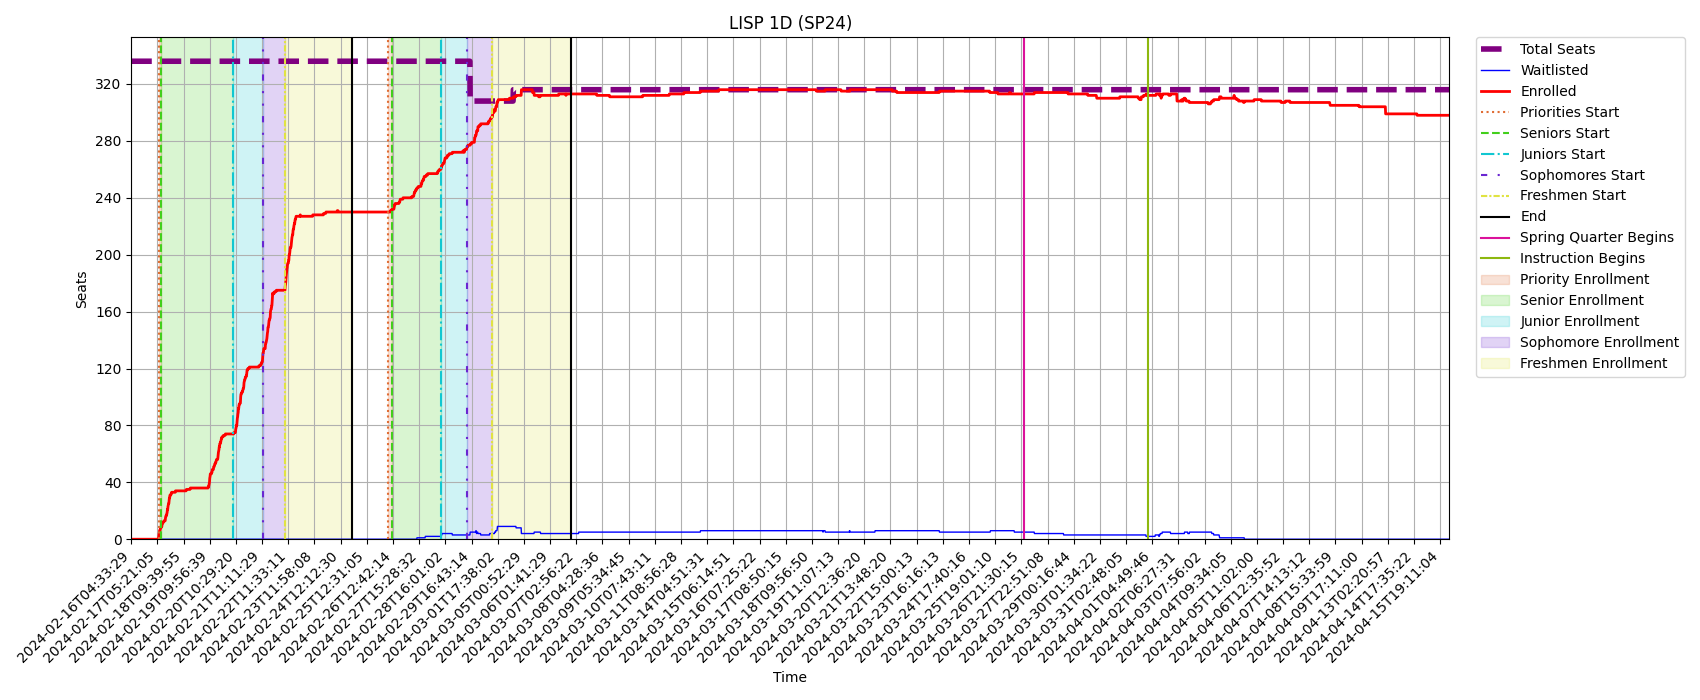 LISP 1D (SP24)
Seats
320
280
240
200
160
120
80
40
0
2024-02-16T04:33:29
2024-02-17T05:21:05
2024-02-18T09:39:55
2024-02-19T09:56:39
2024-02-20T10:29:20
2024-02-21T11:11:29
2024-02-22T11:33:11
2024-02-23T11:58:08
2024-02-24T12:12:30
2024-02-25T12:31:05
2024-02-26T12:42:14
2024-02-27T15:28:32
2024-02-28T16:01:02
2024-02-29T16:43:14
2024-03-01T17:38:02
2024-03-05T00:52:29
2024-03-06T01:41:29
2024-03-07T02:56:22
2024-03-08T04:28:36
2024-03-09T05:34:45
2024-03-10T07:43:11
2024-03-11T08:56:28
2024-03-14T04:51:31
2024-03-15T06:14:51
2024-03-16T07:25:22
2024-03-17T08:50:15
2024-03-18T09:56:50
2024-03-19T11:07:13
2024-03-20T12:36:20
2024-03-21T13:48:20
2024-03-22T15:00:13
2024-03-23T16:16:13
2024-03-24T17:40:16
2024-03-25T19:01:10
2024-03-26T21:30:15
2024-03-27T22:51:08
2024-03-29T00:16:44
2024-03-30T01:34:22
2024-03-31T02:48:05
2024-04-01T04:49:46
2024-04-02T06:27:31
2024-04-03T07:56:02
2024-04-04T09:34:05
2024-04-05T11:02:00
2024-04-06T12:35:52
2024-04-07T14:13:12
2024-04-08T15:33:59
2024-04-09T17:11:00
2024-04-13T02:20:57
2024-04-14T17:35:22
2024-04-15T19:11:04
Time
Total Seats
Waitlisted
Enrolled
Priorities Start
Seniors Start
Juniors Start
Sophomores Start
Freshmen Start
End
Spring Quarter Begins
Instruction Begins
Priority Enrollment
Senior Enrollment
Junior Enrollment
Sophomore Enrollment
Freshmen Enrollment